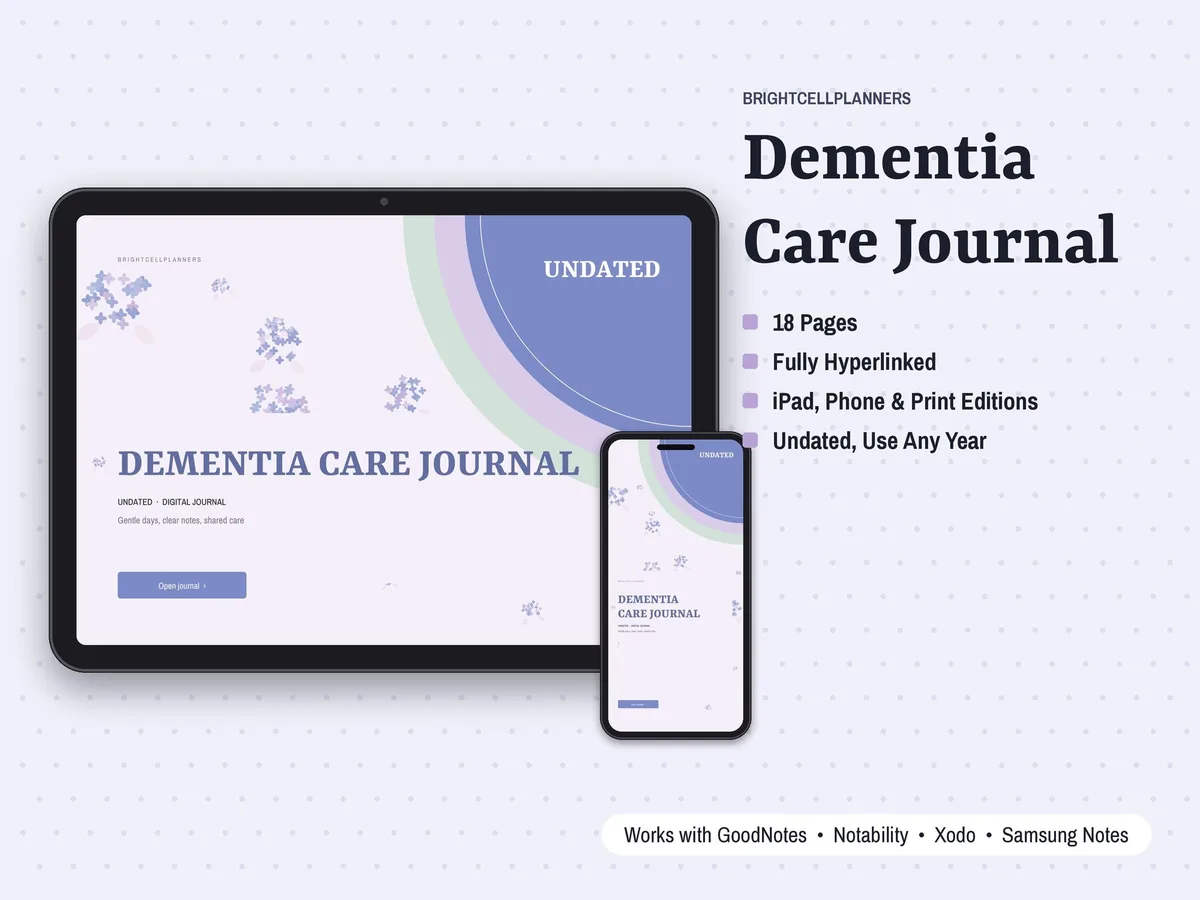 BRIGHTCELLPLANNERS
Dementia
Care Journal
18 Pages
Fully Hyperlinked
iPad, Phone & Print Editions
Undated, Use Any Year
BRIGHTCELLPLANNERS
UNDATED
DEMENTIA CARE JOURNAL
UNDATED · DIGITAL JOURNAL
Gentle days, clear notes, shared care
Open journal ›
UNDATED
DEMENTIA
CARE JOURNAL
Works with GoodNotes • Notability • Xodo • Samsung Notes